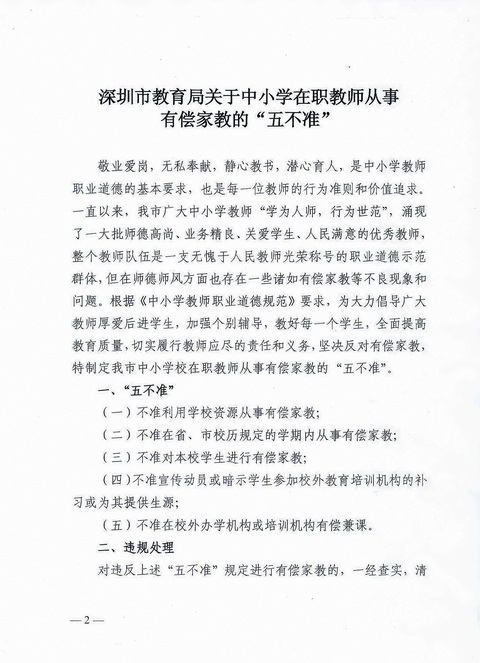 深圳市教育局关于中小学在职教师从事
有偿家教的“五不准”
敬业爱岗，无私奉献，静心教书，潜心育人，是中小学教师
职业道德的基本要求，也是每一位教师的行为准则和价值追求。
一直以来，我市广大中小学教师“学为人师，行为世范”，涌现
了一大批师德高尚、业务精良、关爱学生、人民满意的优秀教师，
整个教师队伍是一支无愧于人民教师光荣称号的职业道德示范
群体，但在师德师风方面也存在一些诸如有偿家教等不良现象和
问题。根据《中小学教师职业道德规范》要求，为大力倡导广大
教师厚爱后进学生，加强个别辅导，教好每一个学生，全面提高
教育质量，切实履行教师应尽的责任和义务，坚决反对有偿家教，
特制定我市中小学校在职教师从事有偿家教的“五不准”。
一、“五不准”
（一）不准利用学校资源从事有偿家教；
（二）不准在省、市校历规定的学期内从事有偿家教；
（三）不准对本校学生进行有偿家教；
（四）不准宣传动员或暗示学生参加校外教育培训机构的补
习或为其提供生源；
（五）不准在校外办学机构或培训机构有偿兼课。
二、违规处理
对违反上述“五不准”规定进行有偿家教的，一经查实，清
—2—